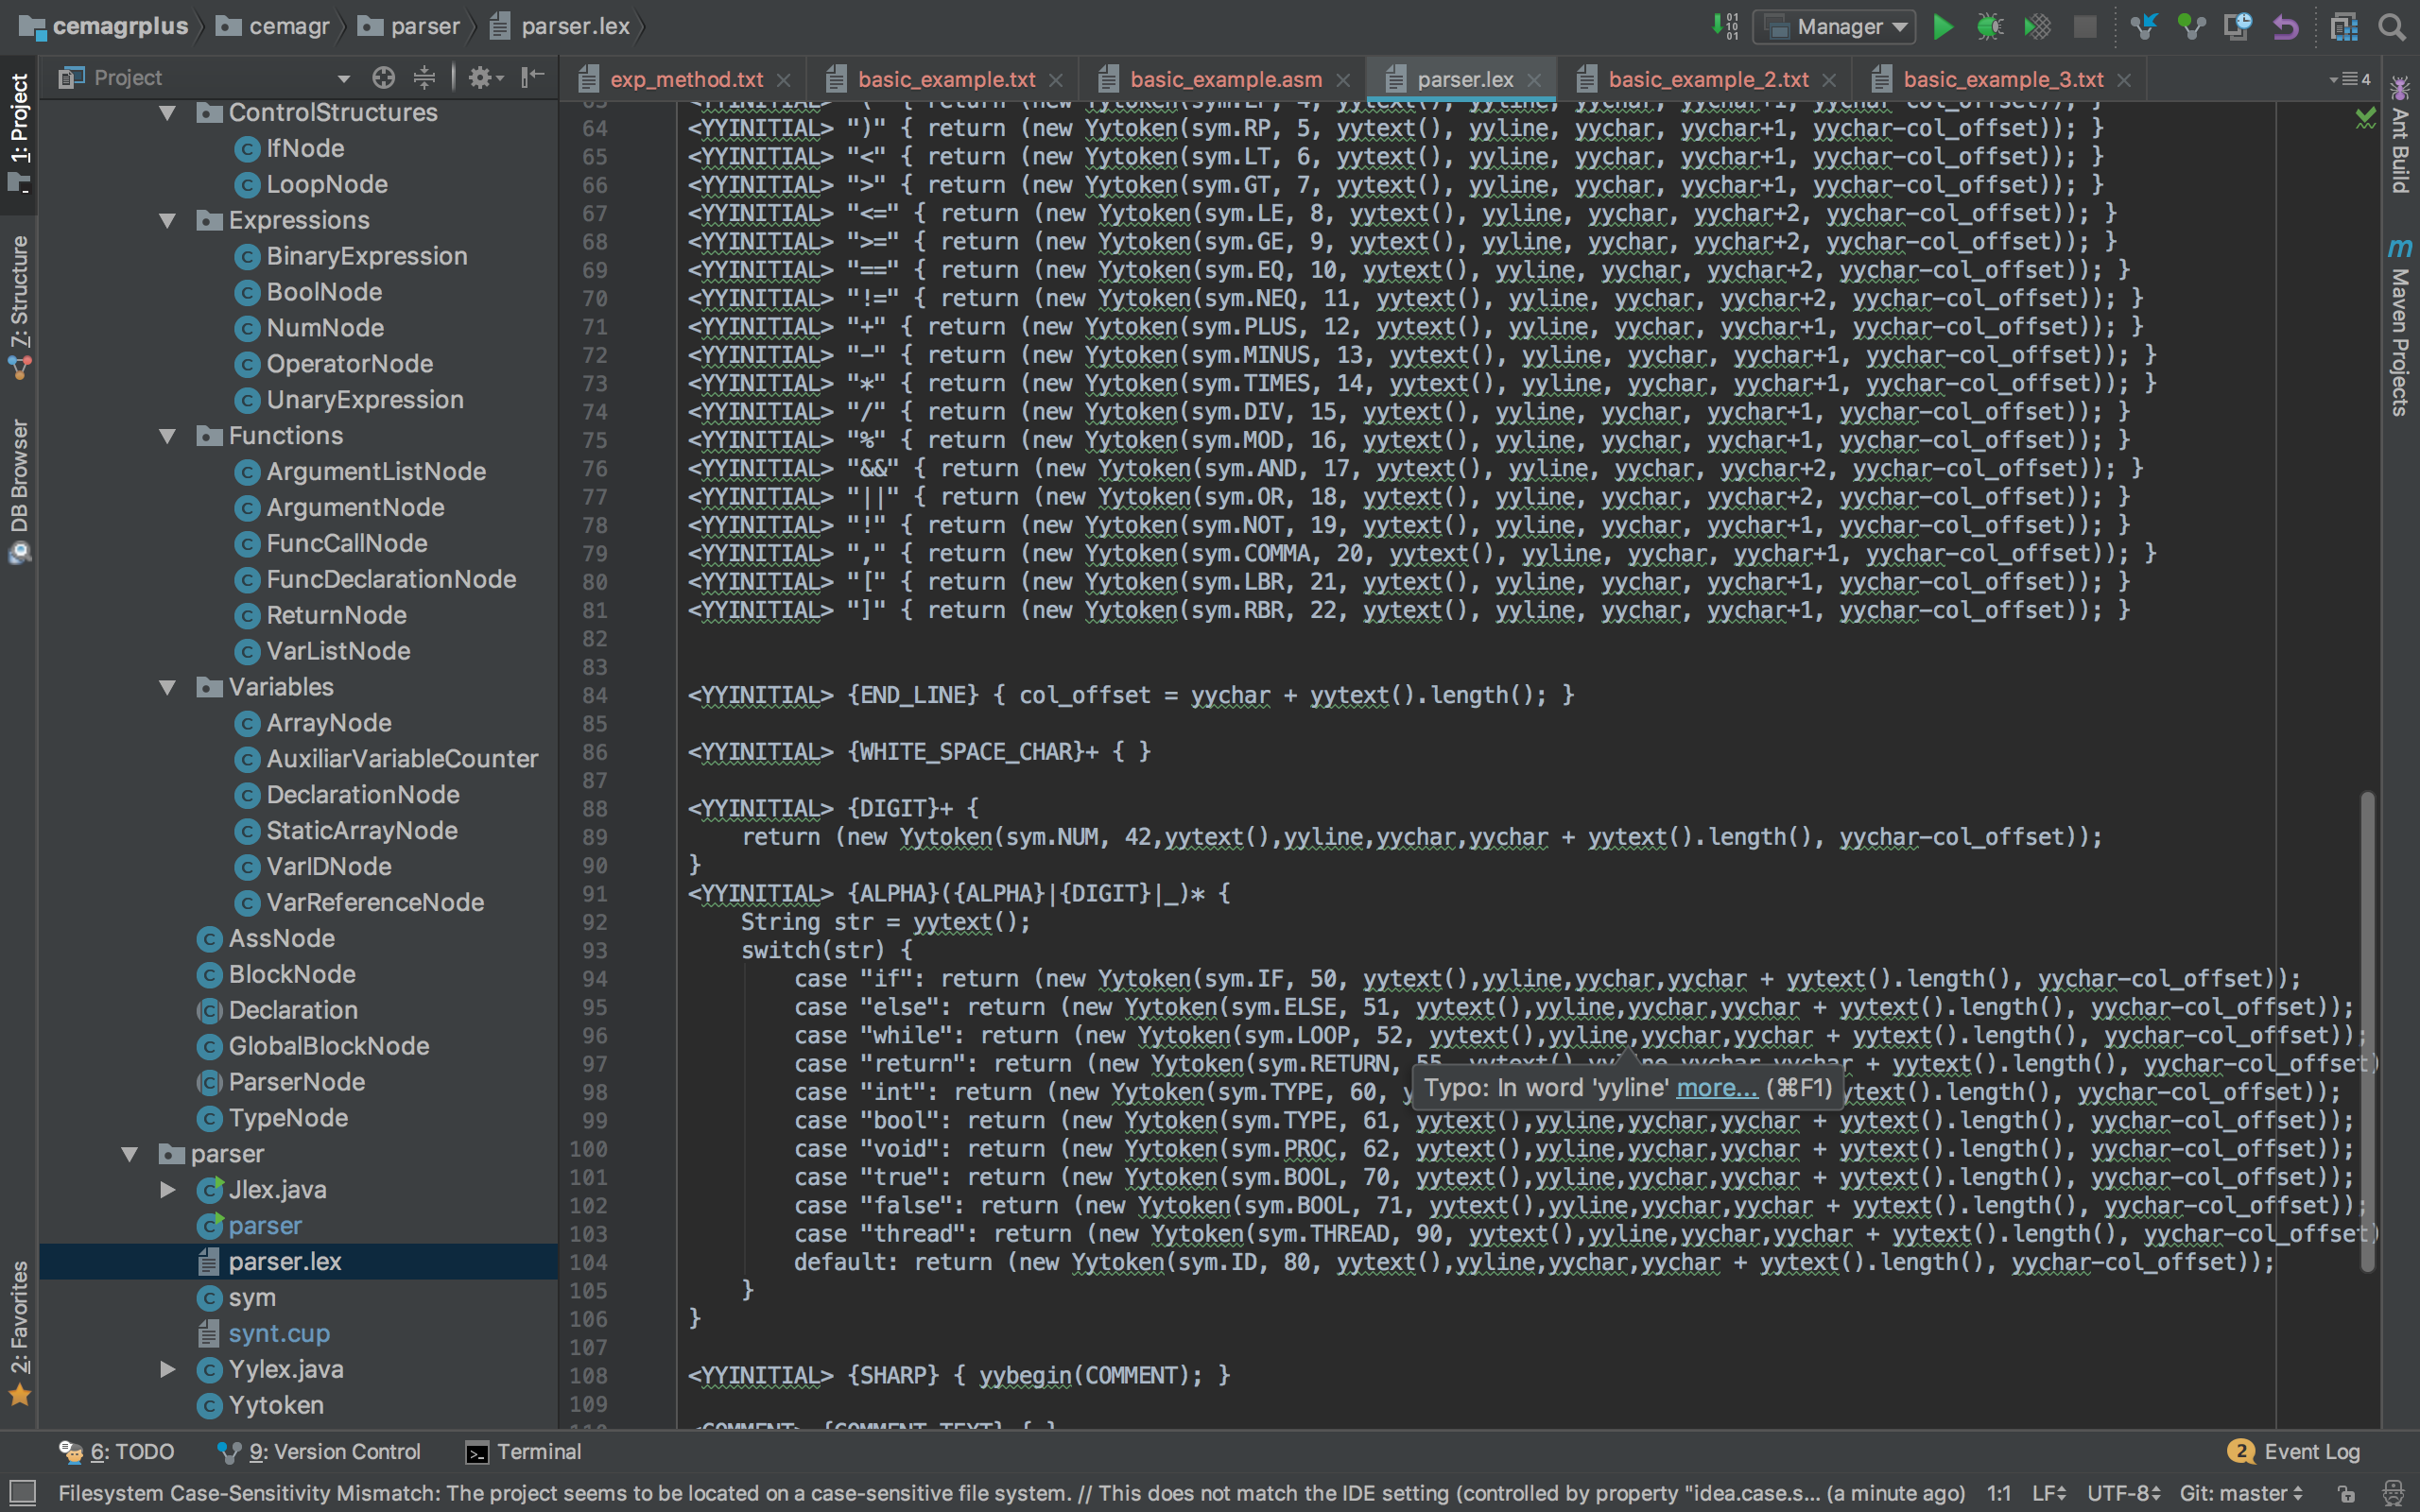 cemagrplus cemagr parser parser.lex
Manager
Project
exp_method.txt basic_example.txt basic_example.asm parser.lex basic_example_2.txt basic_example_3.txt 4
1: Project
Z: Structure
DB Browser
2: Favorites
ControlStructures
IfNode
LoopNode
Expressions
BinaryExpression
BoolNode
NumNode
OperatorNode
UnaryExpression
Functions
ArgumentListNode
ArgumentNode
FuncCallNode
FuncDeclarationNode
ReturnNode
VarListNode
Variables
ArrayNode
AuxiliarVariableCounter
DeclarationNode
StaticArrayNode
VarIDNode
VarReferenceNode
AssNode
BlockNode
Declaration
GlobalBlockNode
ParserNode
TypeNode
parser
Jlex.java
parser
parser.lex
sym
synt.cup
Yylex.java
Yytoken
64 <YYINITIAL> ")" { return (new Yytoken(sym.RP, 5, yytext(), yyline, yychar, yychar+1, yychar-col_offset)); }
65 <YYINITIAL> "<" { return (new Yytoken(sym.LT, 6, yytext(), yyline, yychar, yychar+1, yychar-col_offset)); }
66 <YYINITIAL> ">" { return (new Yytoken(sym.GT, 7, yytext(), yyline, yychar, yychar+1, yychar-col_offset)); }
67 <YYINITIAL> "<=" { return (new Yytoken(sym.LE, 8, yytext(), yyline, yychar, yychar+2, yychar-col_offset)); }
68 <YYINITIAL> ">=" { return (new Yytoken(sym.GE, 9, yytext(), yyline, yychar, yychar+2, yychar-col_offset)); }
69 <YYINITIAL> "==" { return (new Yytoken(sym.EQ, 10, yytext(), yyline, yychar, yychar+2, yychar-col_offset)); }
70 <YYINITIAL> "!=" { return (new Yytoken(sym.NEQ, 11, yytext(), yyline, yychar, yychar+2, yychar-col_offset)); }
71 <YYINITIAL> "+" { return (new Yytoken(sym.PLUS, 12, yytext(), yyline, yychar, yychar+1, yychar-col_offset)); }
72 <YYINITIAL> "-" { return (new Yytoken(sym.MINUS, 13, yytext(), yyline, yychar, yychar+1, yychar-col_offset)); }
73 <YYINITIAL> "*" { return (new Yytoken(sym.TIMES, 14, yytext(), yyline, yychar, yychar+1, yychar-col_offset)); }
74 <YYINITIAL> "/" { return (new Yytoken(sym.DIV, 15, yytext(), yyline, yychar, yychar+1, yychar-col_offset)); }
75 <YYINITIAL> "%" { return (new Yytoken(sym.MOD, 16, yytext(), yyline, yychar, yychar+1, yychar-col_offset)); }
76 <YYINITIAL> "&&" { return (new Yytoken(sym.AND, 17, yytext(), yyline, yychar, yychar+2, yychar-col_offset)); }
77 <YYINITIAL> "||" { return (new Yytoken(sym.OR, 18, yytext(), yyline, yychar, yychar+2, yychar-col_offset)); }
78 <YYINITIAL> "!" { return (new Yytoken(sym.NOT, 19, yytext(), yyline, yychar, yychar+1, yychar-col_offset)); }
79 <YYINITIAL> "," { return (new Yytoken(sym.COMMA, 20, yytext(), yyline, yychar, yychar+1, yychar-col_offset)); }
80 <YYINITIAL> "[" { return (new Yytoken(sym.LBR, 21, yytext(), yyline, yychar, yychar+1, yychar-col_offset)); }
81 <YYINITIAL> "]" { return (new Yytoken(sym.RBR, 22, yytext(), yyline, yychar, yychar+1, yychar-col_offset)); }
82
83
84 <YYINITIAL> {END_LINE} { col_offset = yychar + yytext().length(); }
85
86 <YYINITIAL> {WHITE_SPACE_CHAR}+ { }
87
88 <YYINITIAL> {DIGIT}+ {
89 return (new Yytoken(sym.NUM, 42,yytext(),yyline,yychar,yychar + yytext().length(), yychar-col_offset));
90 }
91 <YYINITIAL> {ALPHA}({ALPHA}|{DIGIT}|_)* {
92 String str = yytext();
93 switch(str) {
94 case "if": return (new Yytoken(sym.IF, 50, yytext(),yyline,yychar,yychar + yytext().length(), yychar-col_offset));
95 case "else": return (new Yytoken(sym.ELSE, 51, yytext(),yyline,yychar,yychar + yytext().length(), yychar-col_offset));
96 case "while": return (new Yytoken(sym.LOOP, 52, yytext(),yyline,yychar,yychar + yytext().length(), yychar-col_offset));
97 case "return": return (new Yytoken(sym.RETURN, 55, yytext(),yyline,yychar,yychar + yytext().length(), yychar-col_offset)
Typo: In word 'yyline' more... (⌘F1)
98 case "int": return (new Yytoken(sym.TYPE, 60, ytext().length(), yychar-col_offset));
99 case "bool": return (new Yytoken(sym.TYPE, 61, yytext(),yyline,yychar,yychar + yytext().length(), yychar-col_offset));
100 case "void": return (new Yytoken(sym.PROC, 62, yytext(),yyline,yychar,yychar + yytext().length(), yychar-col_offset));
101 case "true": return (new Yytoken(sym.BOOL, 70, yytext(),yyline,yychar,yychar + yytext().length(), yychar-col_offset));
102 case "false": return (new Yytoken(sym.BOOL, 71, yytext(),yyline,yychar,yychar + yytext().length(), yychar-col_offset));
103 case "thread": return (new Yytoken(sym.THREAD, 90, yytext(),yyline,yychar,yychar + yytext().length(), yychar-col_offset)
104 default: return (new Yytoken(sym.ID, 80, yytext(),yyline,yychar,yychar + yytext().length(), yychar-col_offset));
105 }
106 }
107
108 <YYINITIAL> {SHARP} { yybegin(COMMENT); }
109
Ant Build
m Maven Projects
6: TODO 9: Version Control Terminal 2 Event Log
Filesystem Case-Sensitivity Mismatch: The project seems to be located on a case-sensitive file system. // This does not match the IDE setting (controlled by property "idea.case.s... (a minute ago) 1:1 LF UTF-8 Git: master